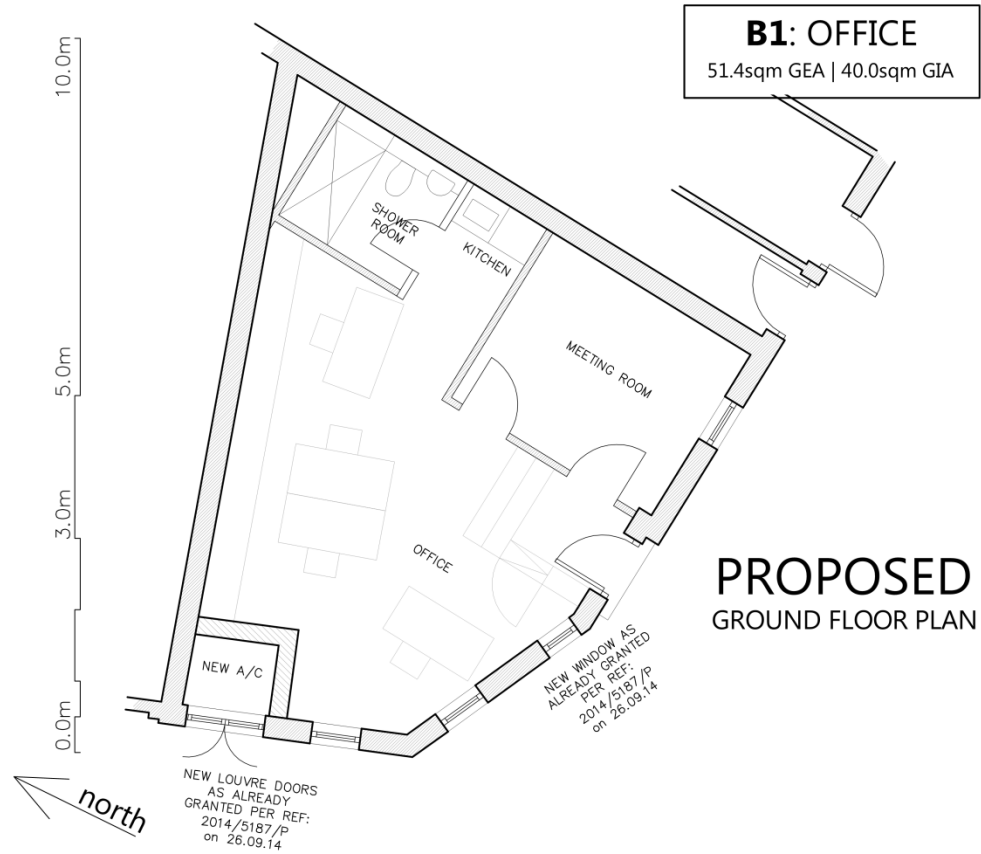 B1: OFFICE
51.4sqm GEA | 40.0sqm GIA
10.0m
5.0m
3.0m
0.0m
SHOWER
ROOM
KITCHEN
MEETING ROOM
OFFICE
NEW A/C
PROPOSED
GROUND FLOOR PLAN
NEW WINDOW AS
ALREADY GRANTED
PER REF:
2014/5187/P
on 26.09.14
NEW LOUVRE DOORS
AS ALREADY
GRANTED PER REF:
2014/5187/P
on 26.09.14
north